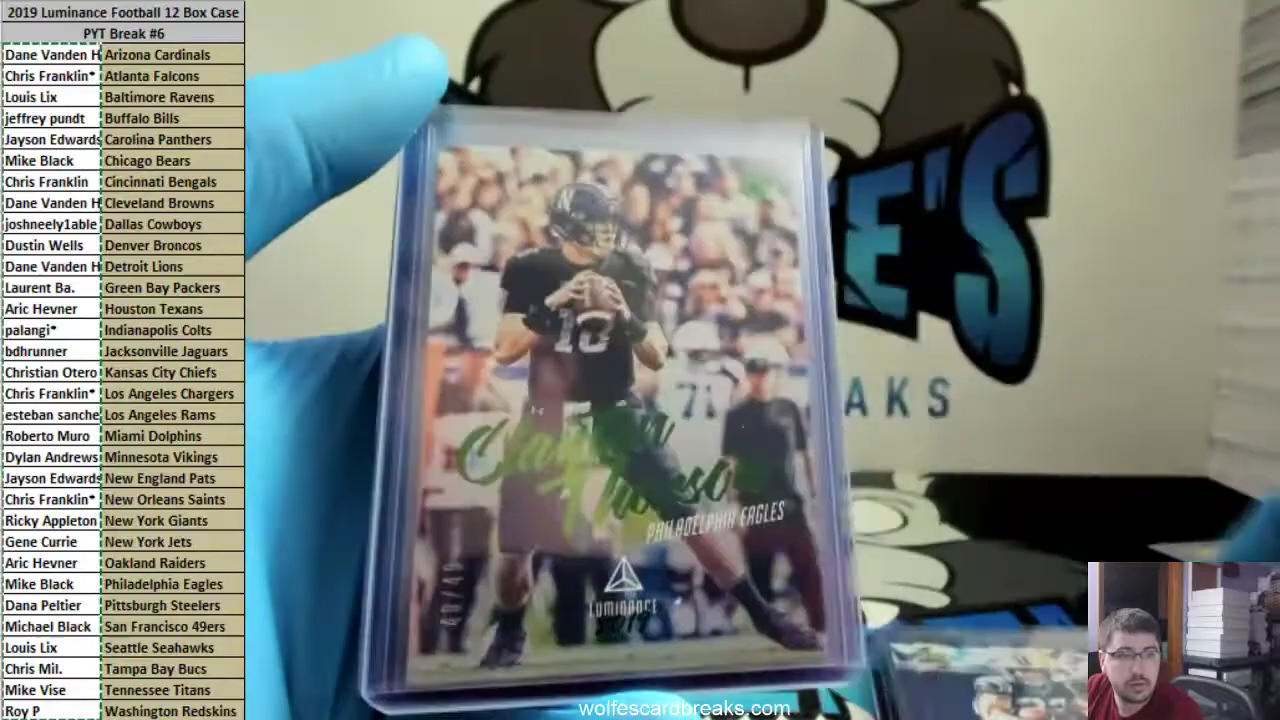 2019 Luminance Football 12 Box Case
PYT Break #6
Dane Vanden H Arizona Cardinals
Chris Franklin* Atlanta Falcons
Louis Lix Baltimore Ravens
jeffrey pundt Buffalo Bills
Jayson Edwards Carolina Panthers
Mike Black Chicago Bears
Chris Franklin Cincinnati Bengals
Dane Vanden H Cleveland Browns
joshneely1able Dallas Cowboys
Dustin Wells Denver Broncos
Dane Vanden H Detroit Lions
Laurent Ba. Green Bay Packers
Aric Hevner Houston Texans
palangi* Indianapolis Colts
bdhrunner Jacksonville Jaguars
Christian Otero Kansas City Chiefs
Chris Franklin* Los Angeles Chargers
esteban sanche Los Angeles Rams
Roberto Muro Miami Dolphins
Dylan Andrews Minnesota Vikings
Jayson Edwards New England Pats
Chris Franklin* New Orleans Saints
Ricky Appleton New York Giants
Gene Currie New York Jets
Aric Hevner Oakland Raiders
Mike Black Philadelphia Eagles
Dana Peltier Pittsburgh Steelers
Michael Black San Francisco 49ers
Louis Lix Seattle Seahawks
Chris Mil. Tampa Bay Bucs
Mike Vise Tennessee Titans
Roy P Washington Redskins
E'S
AKS
N
18
71
Clayton
Thorson
PHILADELPHIA EAGLES
LUMINANCE
2019
wolfescardbreaks.com